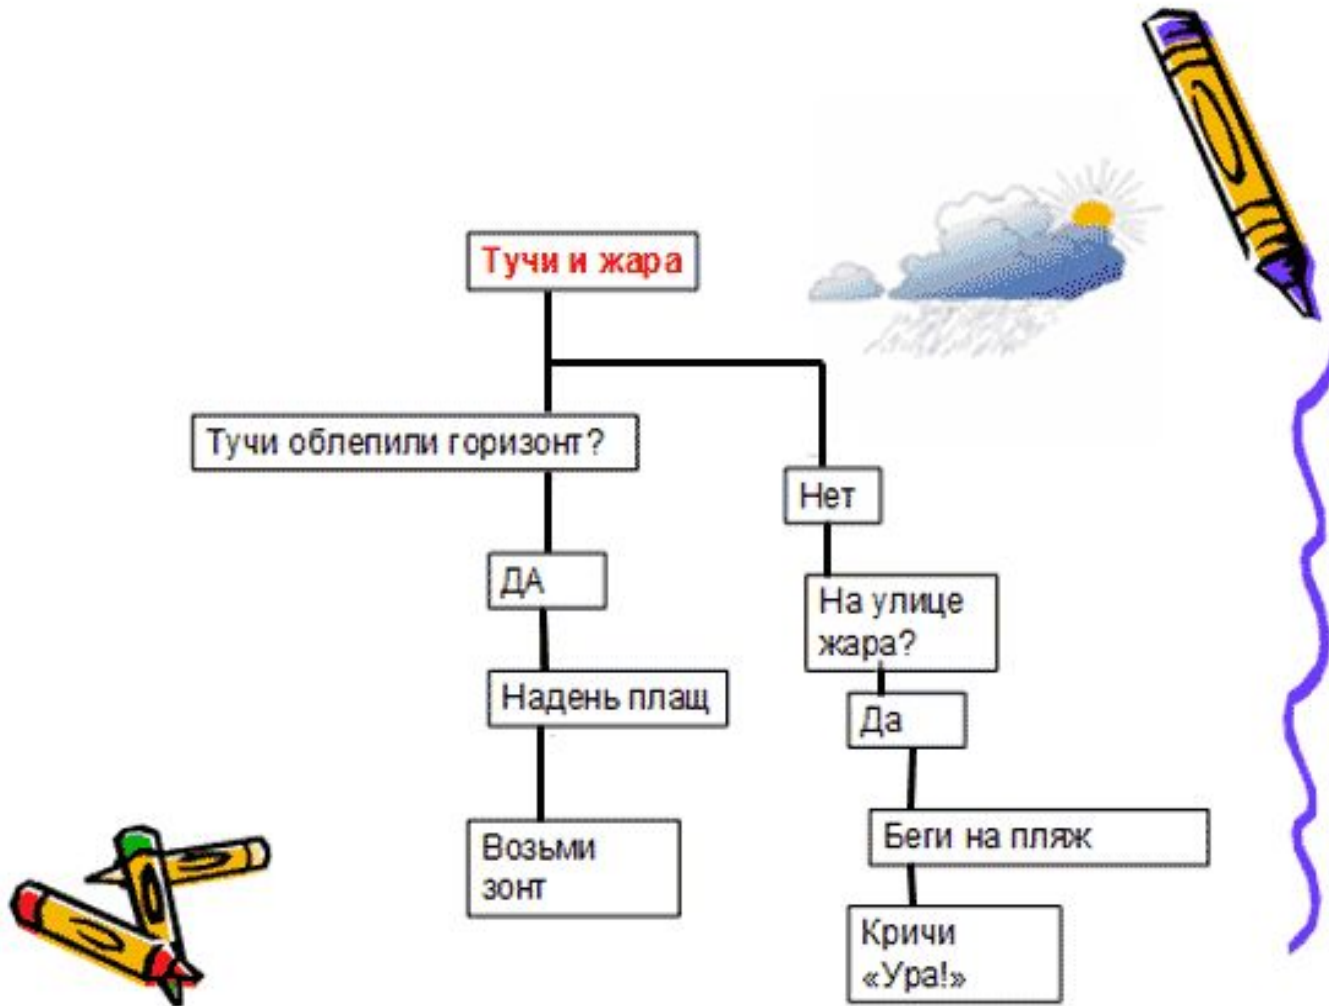 Тучи и жара
Тучи облепили горизонт?
Нет
ДА
На улице
жара?
Надень плащ
Да
Беги на пляж
Возьми
зонт
Кричи
«Ура!»